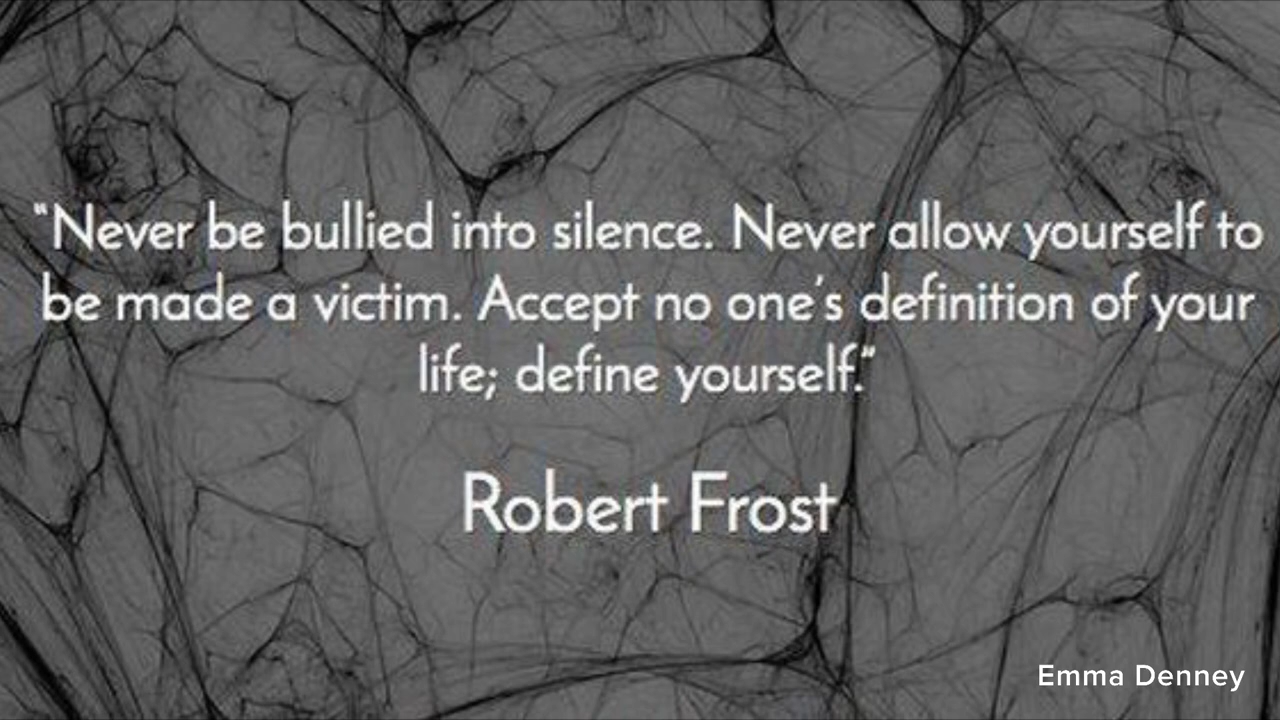 “Never be bullied into silence. Never allow yourself to
be made a victim. Accept no one’s definition of your
life; define yourself.”
Robert Frost
Emma Denney